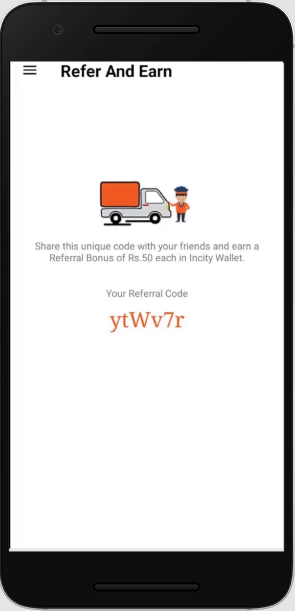 Refer And Earn
Share this unique code with your friends and earn a
Referral Bonus of Rs.50 each in Incity Wallet.
Your Referral Code
ytWv7r